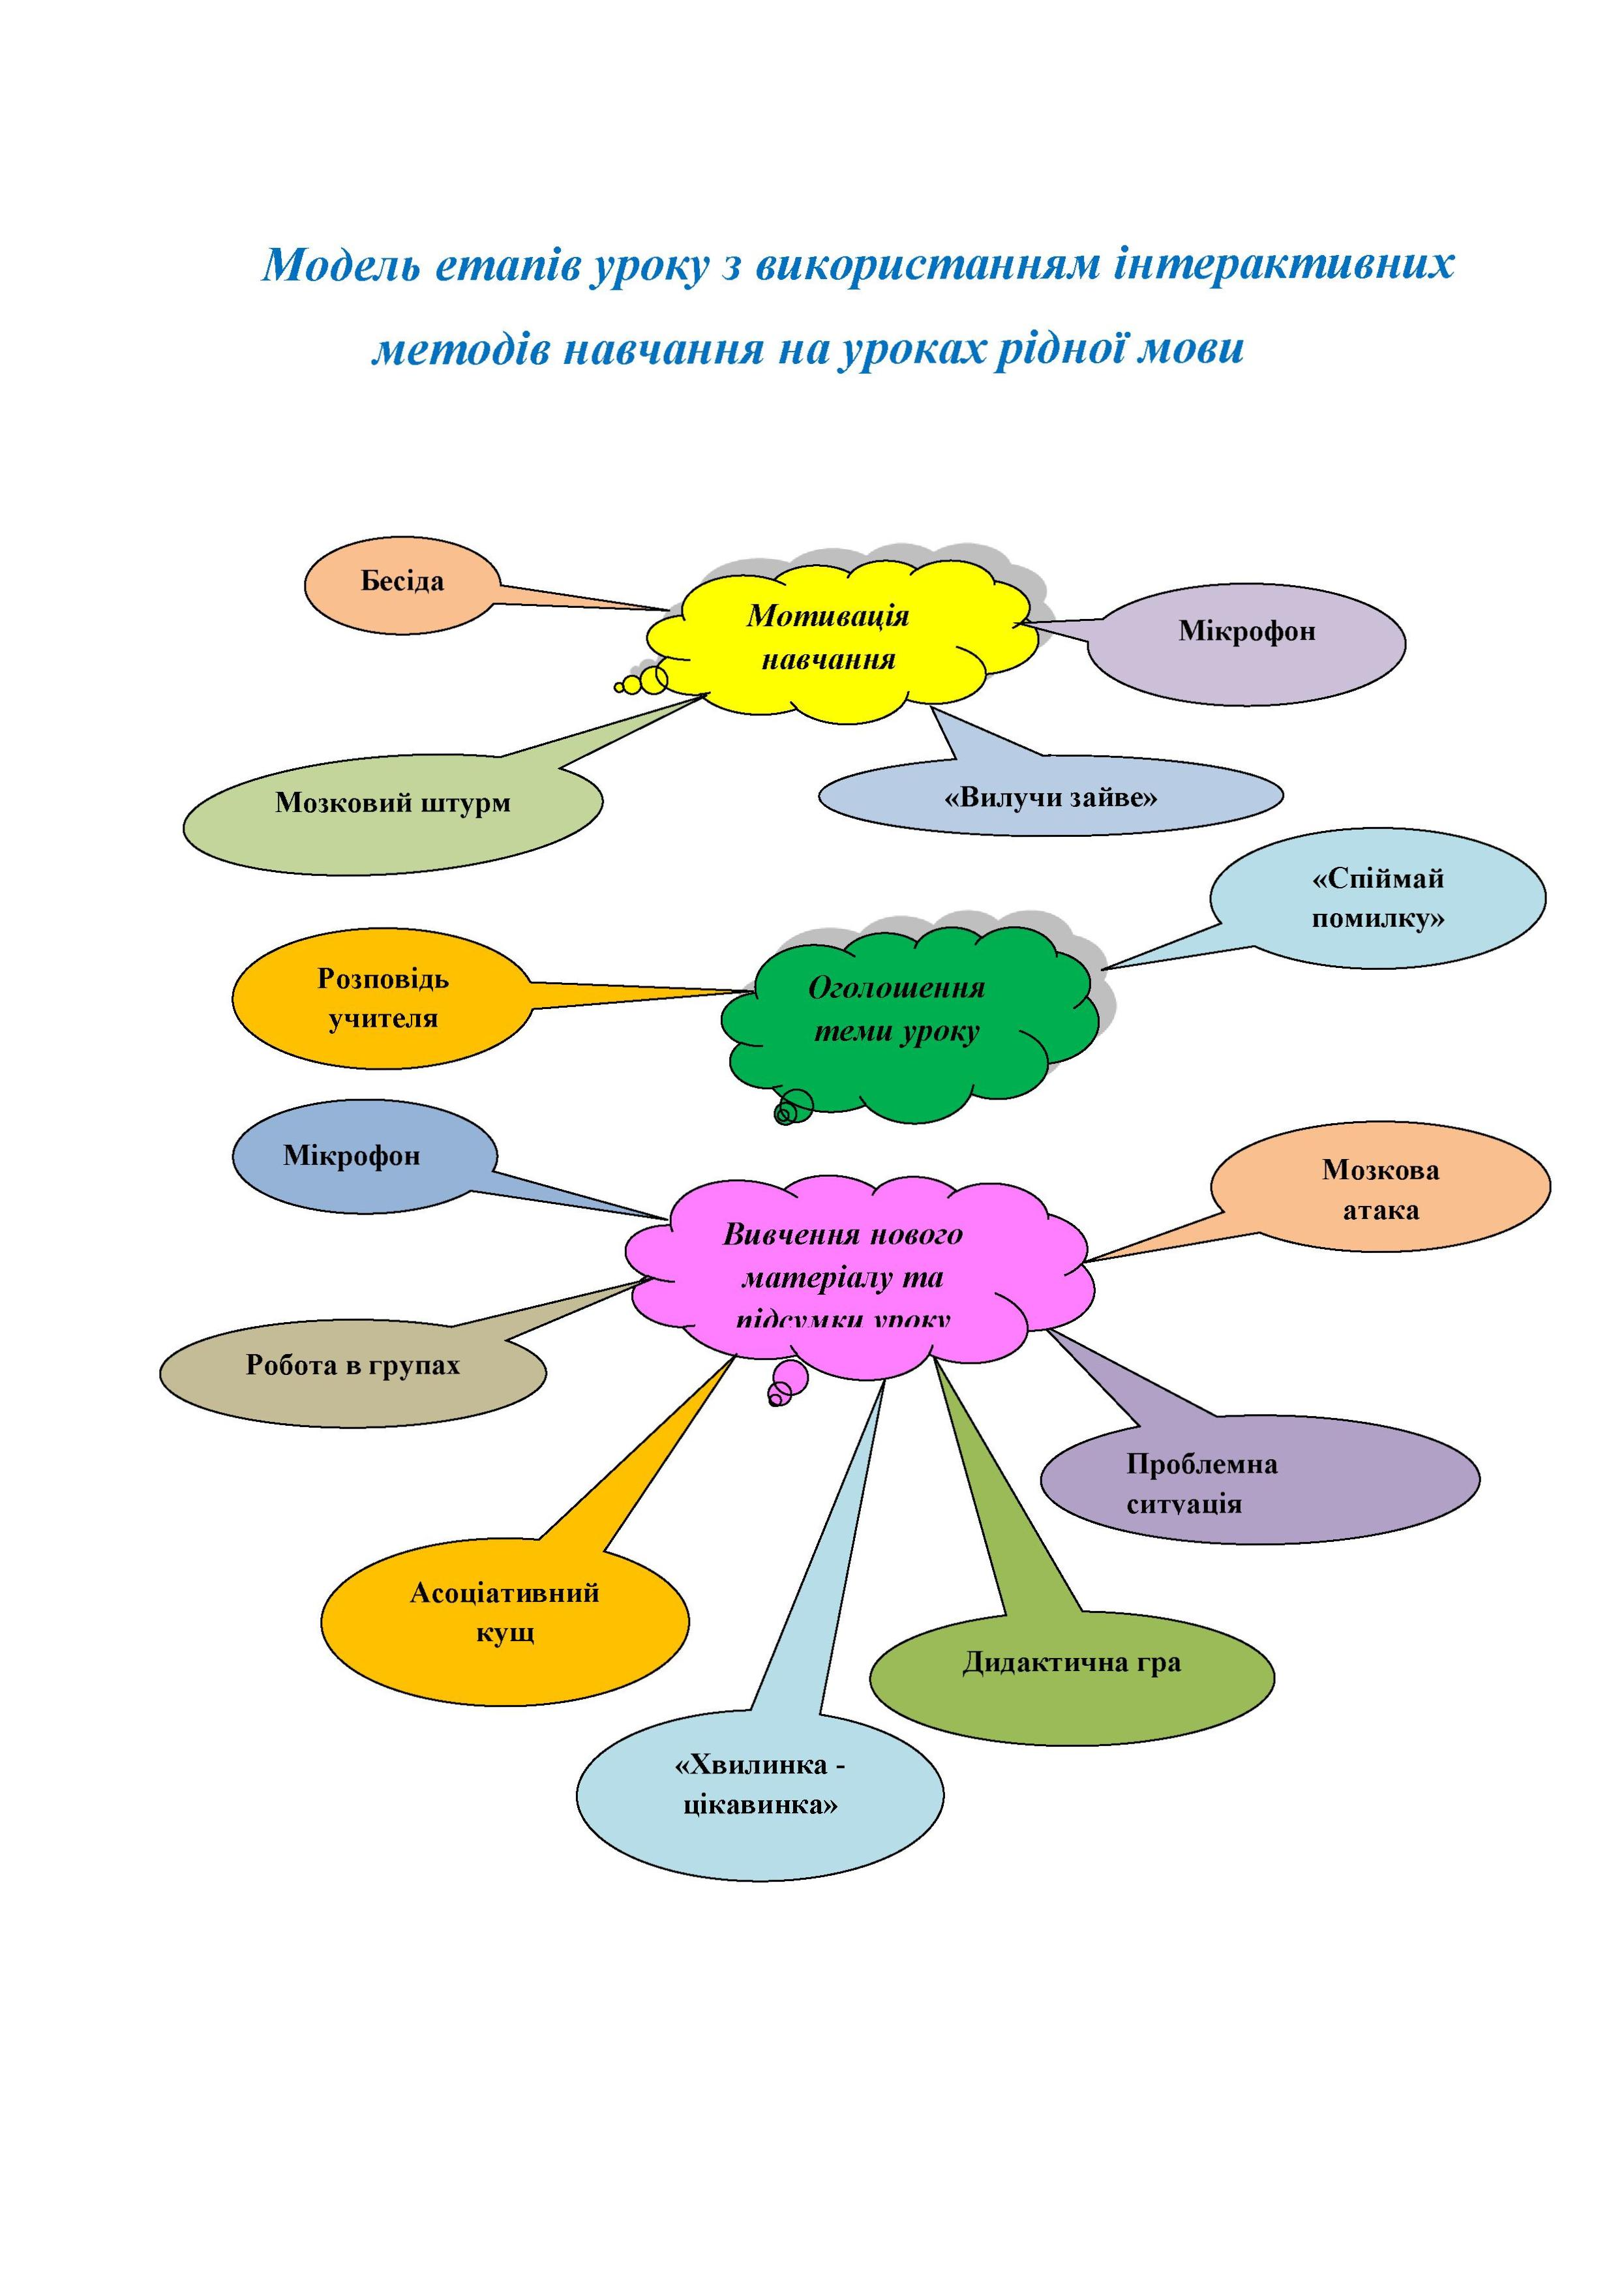 Модель етапів уроку з використанням інтерактивних
методів навчання на уроках рідної мови
Бесіда
Мотивація
навчання
Мікрофон
Мозковий штурм
«Вилучи зайве»
«Спіймай
помилку»
Розповідь
учителя
Оголошення
теми уроку
Мікрофон
Мозкова
атака
Вивчення нового
матеріалу та
підсумки уроку
Робота в групах
Проблемна
ситуація
Асоціативний
кущ
Дидактична гра
«Хвилинка -
цікавинка»